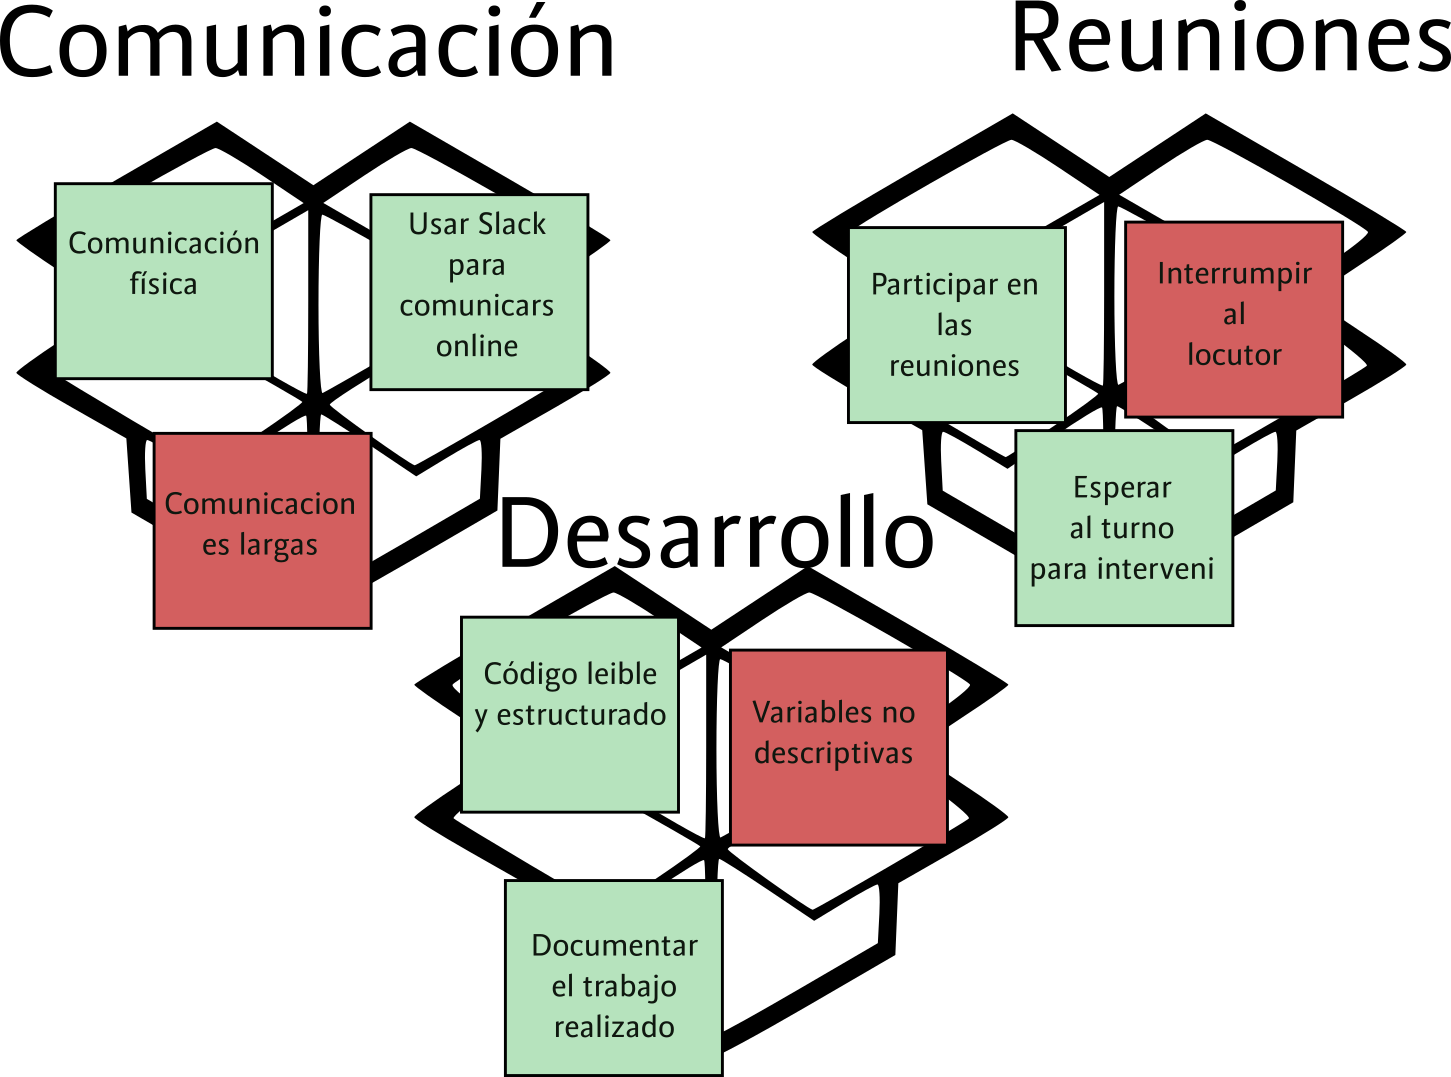 Comunicación
Reuniones
Comunicación
física
Usar Slack
para
comunicars
online
Comunicacion
es largas
Participar en
las
reuniones
Interrumpir
al
locutor
Esperar
al turno
para interveni
Desarrollo
Código leible
y estructurado
Variables no
descriptivas
Documentar
el trabajo
realizado